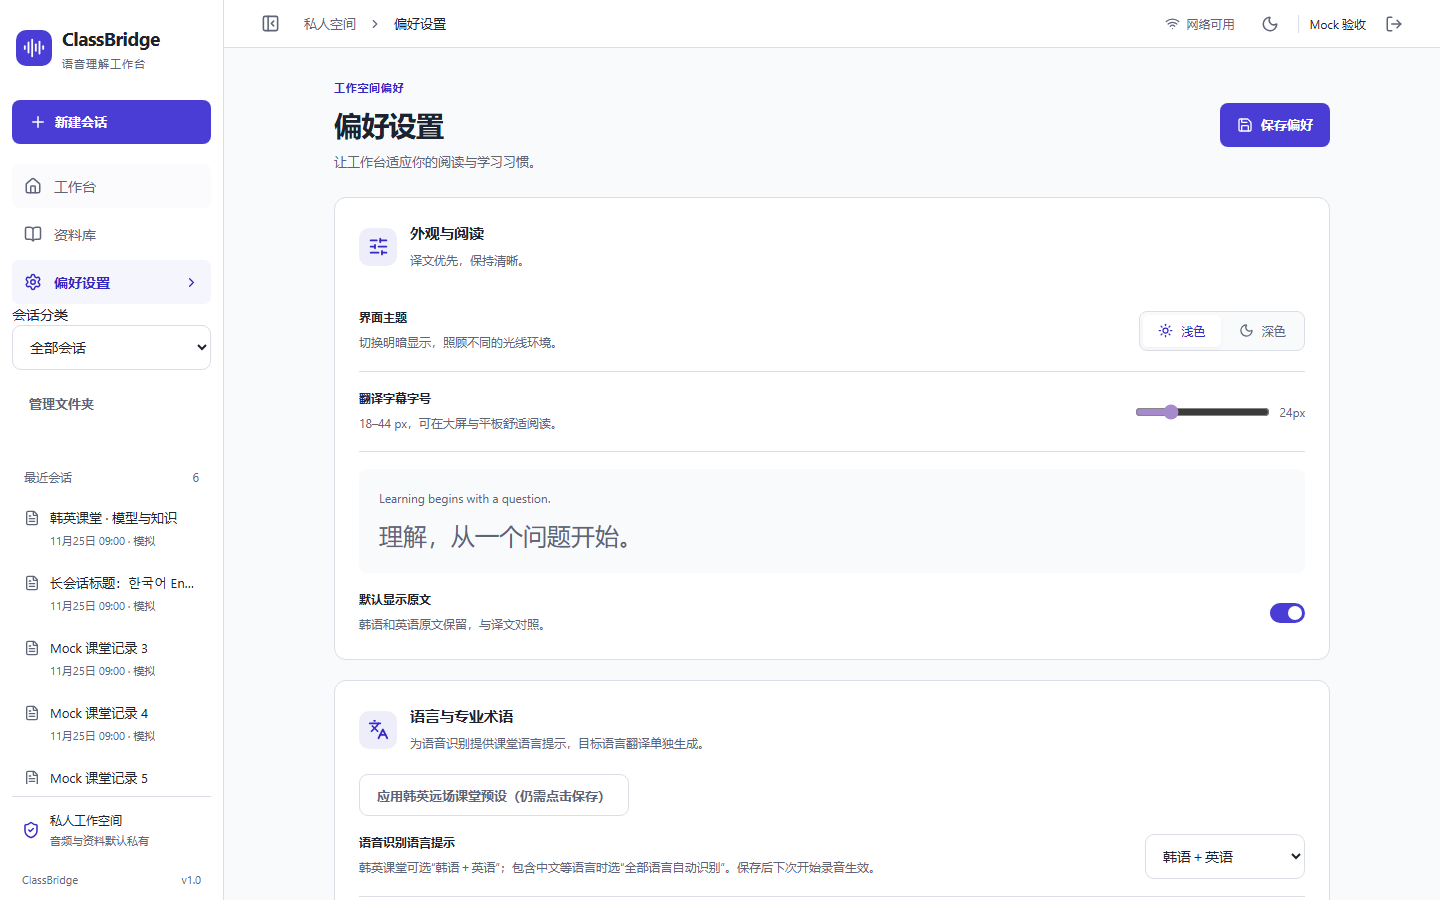 ClassBridge
语音理解工作台
新建会话
工作台
资料库
偏好设置
会话分类
全部会话
管理文件夹
最近会话 6
韩英课堂 · 模型与知识
11月25日 09:00 · 模拟
长会话标题：한국어 En...
11月25日 09:00 · 模拟
Mock 课堂记录 3
11月25日 09:00 · 模拟
Mock 课堂记录 4
11月25日 09:00 · 模拟
Mock 课堂记录 5
私人工作空间
音频与资料默认私有
ClassBridge v1.0
私人空间 偏好设置
网络可用 Mock 验收
工作空间偏好
偏好设置
让工作台适应你的阅读与学习习惯。
保存偏好
外观与阅读
译文优先，保持清晰。
界面主题
切换明暗显示，照顾不同的光线环境。
浅色 深色
翻译字幕字号
18–44 px，可在大屏与平板舒适阅读。
24px
Learning begins with a question.
理解，从一个问题开始。
默认显示原文
韩语和英语原文保留，与译文对照。
语言与专业术语
为语音识别提供课堂语言提示，目标语言翻译单独生成。
应用韩英远场课堂预设（仍需点击保存）
语音识别语言提示
韩英课堂可选“韩语 + 英语”；包含中文等语言时选“全部语言自动识别”。保存后下次开始录音生效。
韩语 + 英语